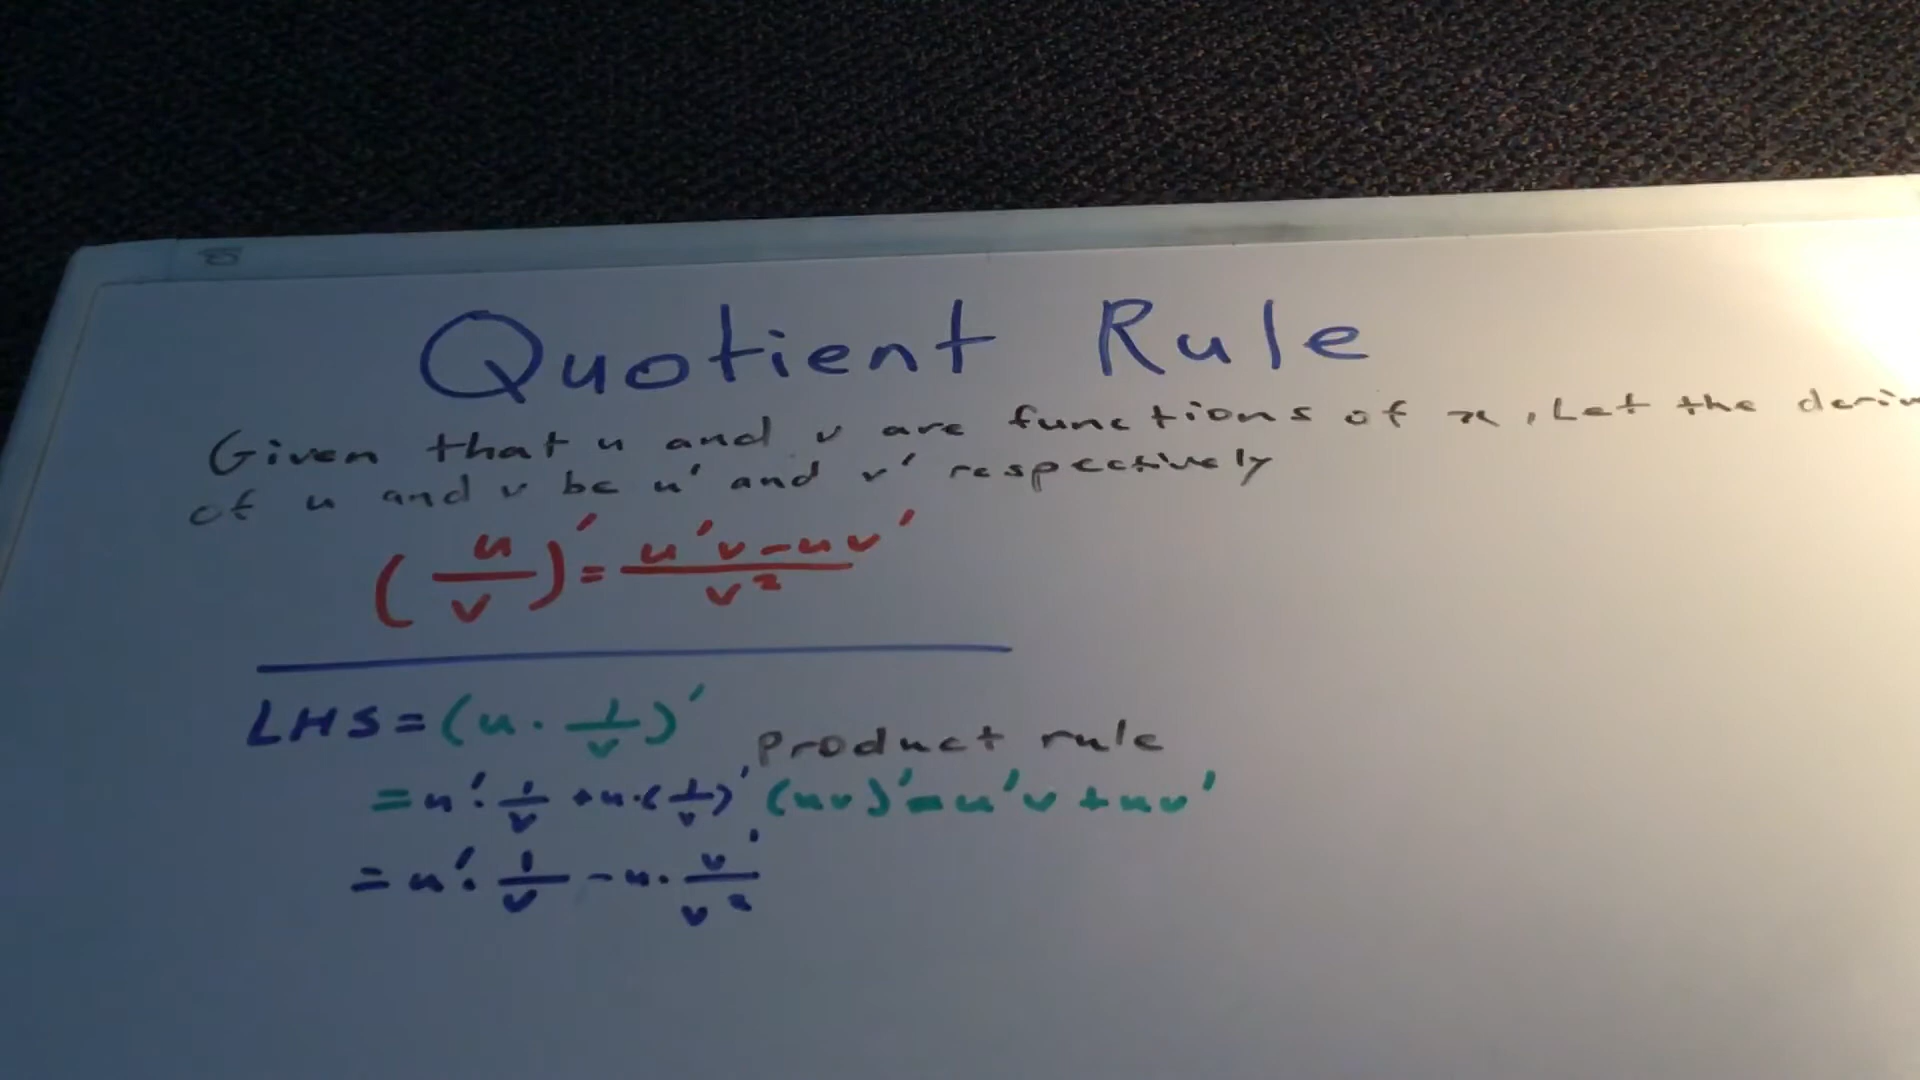 Quotient Rule
Given that u and v are functions of x, Let the
of u and v be u' and v' respectively
(u/v)' = (u'v-uv')/v²
LHS = (u · 1/v)'
Product rule
= u' · 1/v + u · (1/v)' (uv)' = u'v + uv'
= u' · 1/v - u · v'/v²